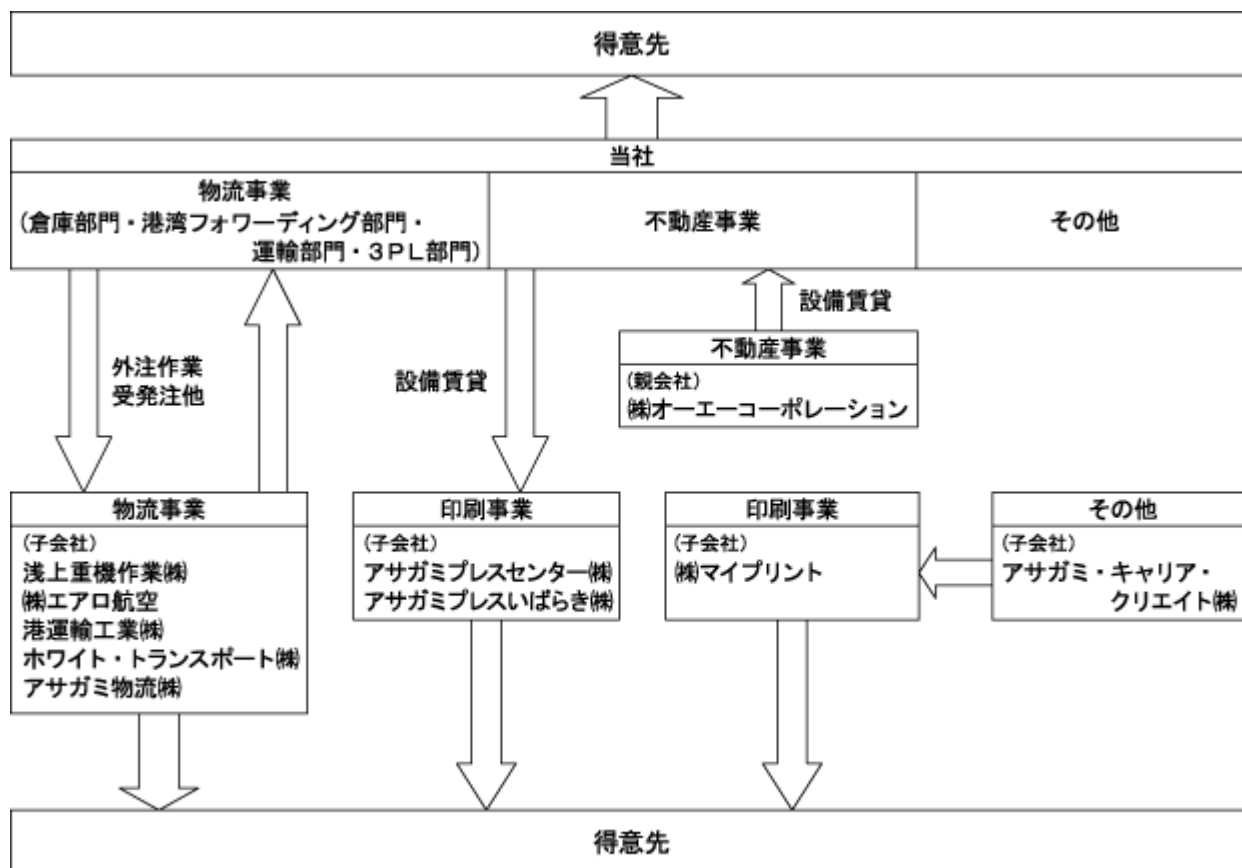 得意先
当社
物流事業
(倉庫部門・港湾フォワーディング部門・
運輸部門・3PL部門)
不動産事業
その他
外注作業
受発注他
設備賃貸
設備賃貸
不動産事業
(親会社)
㈱オーエーコーポレーション
物流事業
(子会社)
浅上重機作業㈱
㈱エアロ航空
港運輸工業㈱
ホワイト・トランスポート㈱
アサガミ物流㈱
印刷事業
(子会社)
アサガミプレスセンター㈱
アサガミプレスいばらき㈱
印刷事業
(子会社)
㈱マイプリント
その他
(子会社)
アサガミ・キャリア・
クリエイト㈱
得意先